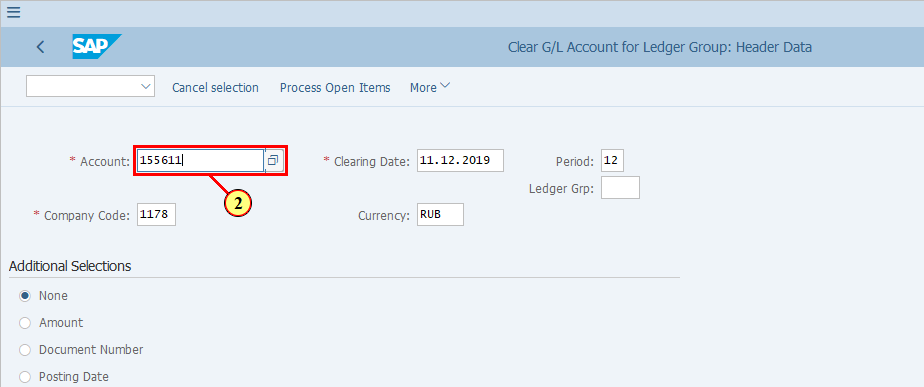 SAP Clear G/L Account for Ledger Group: Header Data
Cancel selection Process Open Items More
* Account: 155611 * Clearing Date: 11.12.2019 Period: 12
Ledger Grp:
2
* Company Code: 1178 Currency: RUB
Additional Selections
None
Amount
Document Number
Posting Date